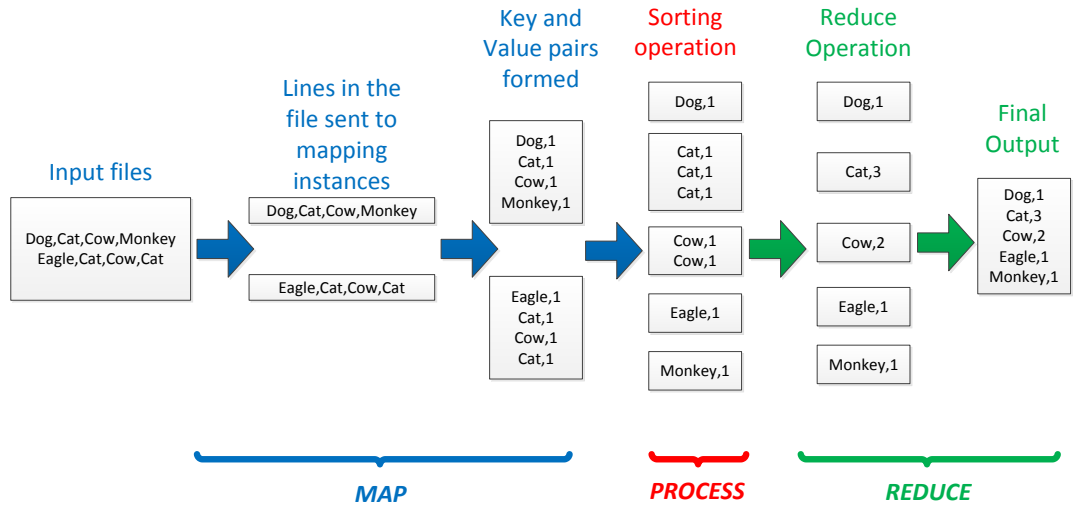 Input files
Dog,Cat,Cow,Monkey
Eagle,Cat,Cow,Cat
Lines in the
file sent to
mapping
instances
Dog,Cat,Cow,Monkey
Eagle,Cat,Cow,Cat
Key and
Value pairs
formed
Dog,1
Cat,1
Cow,1
Monkey,1
Eagle,1
Cat,1
Cow,1
Cat,1
Sorting
operation
Dog,1
Cat,1
Cat,1
Cat,1
Cow,1
Cow,1
Eagle,1
Monkey,1
Reduce
Operation
Dog,1
Cat,3
Cow,2
Eagle,1
Monkey,1
Final
Output
Dog,1
Cat,3
Cow,2
Eagle,1
Monkey,1
MAP
PROCESS
REDUCE